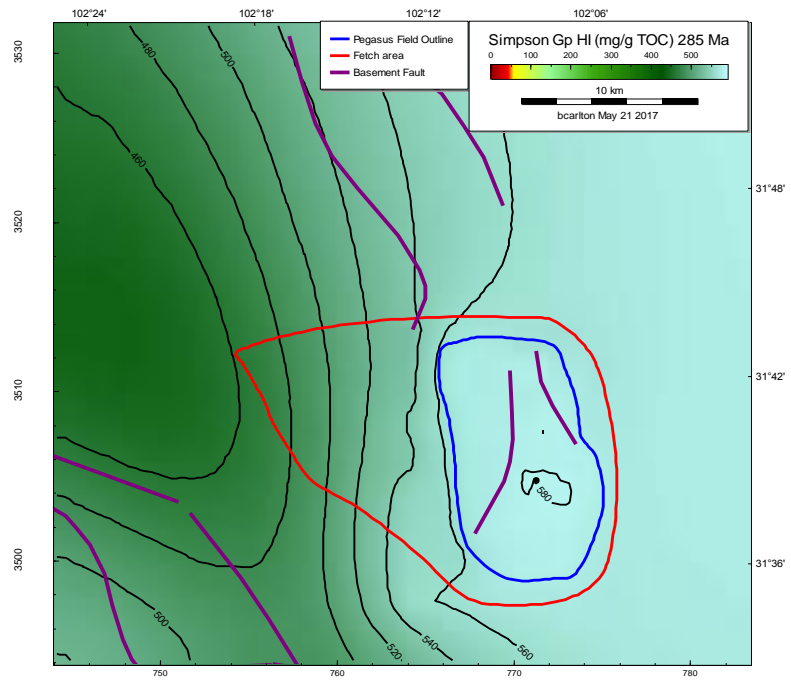 102°24' 102°18' 102°12' 102°06'
Pegasus Field Outline
Fetch area
Basement Fault
Simpson Gp HI (mg/g TOC) 285 Ma
0 100 200 300 400 500
10 km
bcarlton May 21 2017
3530
3520
3510
3500
480
500
460
580
500
520
540
560
31°48'
31°42'
31°36'
750 760 770 780